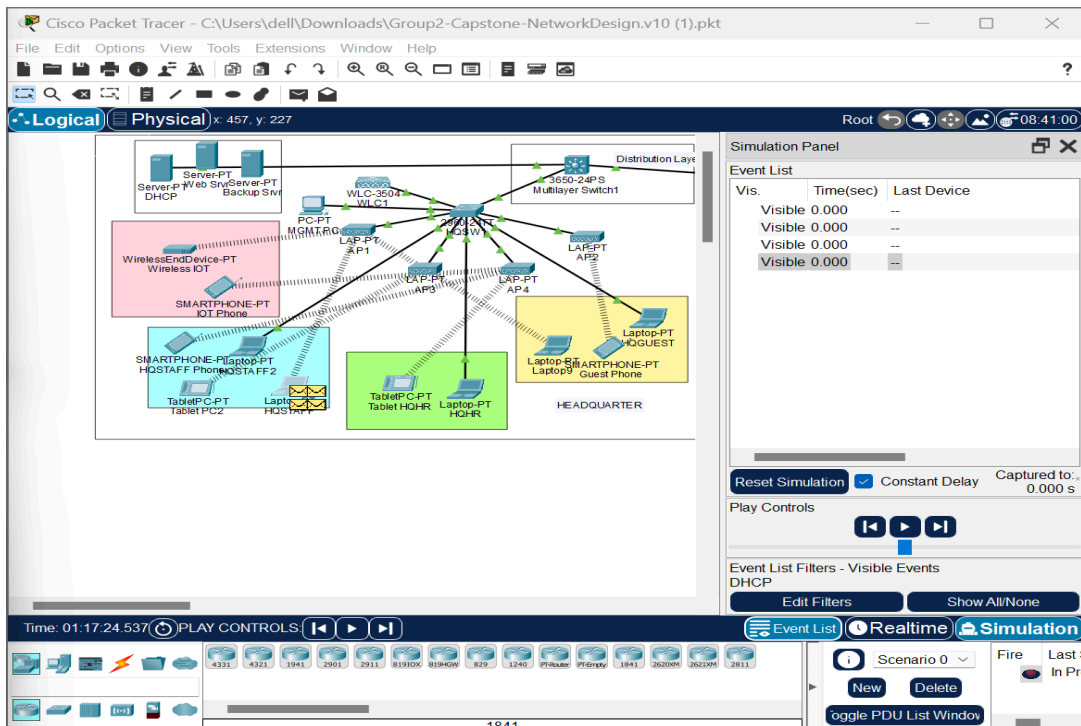 Cisco Packet Tracer - C:\Users\dell\Downloads\Group2-Capstone-NetworkDesign.v10 (1).pkt
File Edit Options View Tools Extensions Window Help
?
Logical Physical x: 457, y: 227 Root 08:41:00
Server-PT
DHCP
Server-PT
Web Srvr
Server-PT
Backup Srvr
3650-24PS
Multilayer Switch1
Distribution Laye
WLC-3504
WLC1
PC-PT
MGMT PC
2960-24TT
HQSW1
LAP-PT
AP1
LAP-PT
AP2
LAP-PT
AP3
LAP-PT
AP4
WirelessEndDevice-PT
Wireless IOT
SMARTPHONE-PT
IOT Phone
SMARTPHONE-PT
HQSTAFF Phone
Laptop-PT
HQSTAFF2
TabletPC-PT
Tablet PC2
Lapto
HQSTAFF
TabletPC-PT
Tablet HQHR
Laptop-PT
HQHR
Laptop-PT
Laptop9
SMARTPHONE-PT
Guest Phone
Laptop-PT
HQGUEST
HEADQUARTER
Simulation Panel
Event List
Vis. Time(sec) Last Device
Visible 0.000 --
Visible 0.000 --
Visible 0.000 --
Visible 0.000 --
Reset Simulation Constant Delay Captured to:
0.000 s
Play Controls
Event List Filters - Visible Events
DHCP
Edit Filters Show All/None
Time: 01:17:24.537 PLAY CONTROLS: Event List Realtime Simulation
4331 4321 1941 2901 2911 819IOX 819HGW 829 1240 PT-Router PT-Empty 1841 2620XM 2621XM 2811
1841
Scenario 0
New Delete
oggle PDU List Window
Fire Last S
In Pr